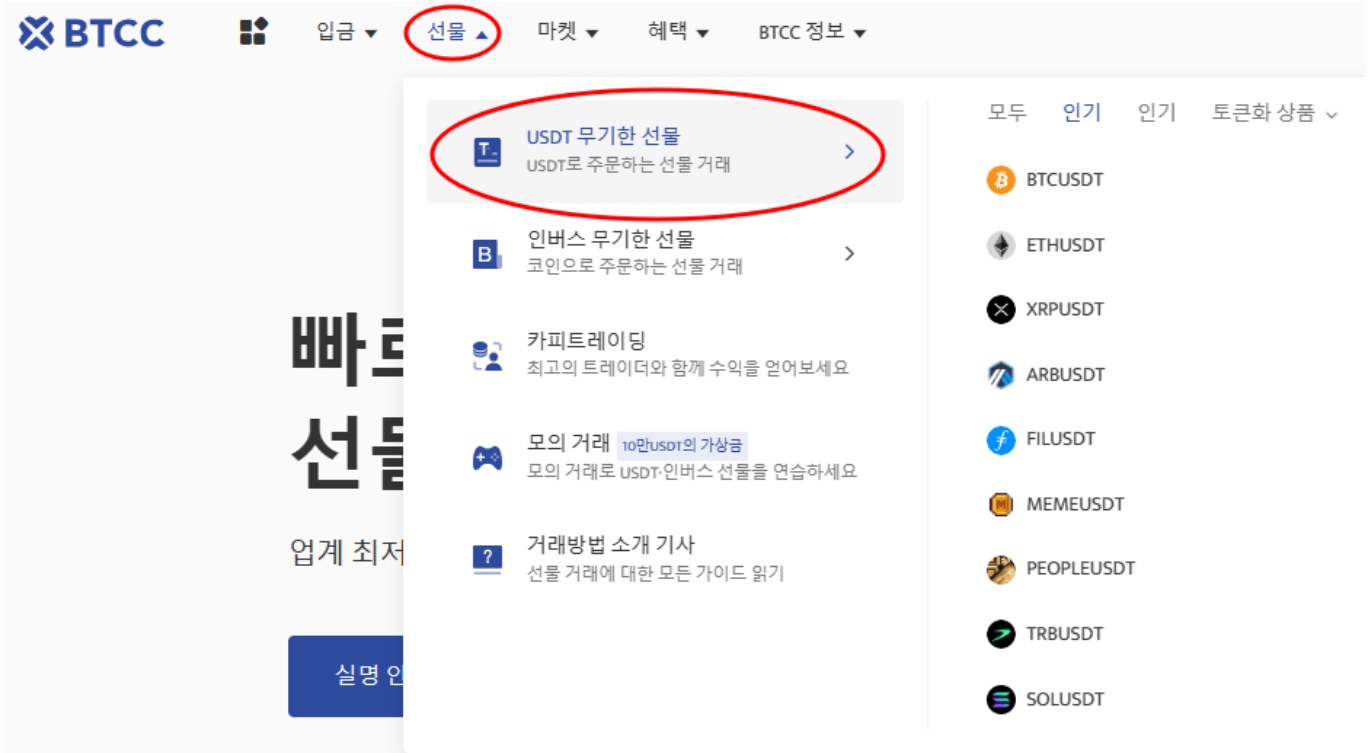 BTCC
입금
선물
마켓
혜택
BTCC 정보
USDT 무기한 선물
USDT로 주문하는 선물 거래
인버스 무기한 선물
코인으로 주문하는 선물 거래
카피트레이딩
최고의 트레이더와 함께 수익을 얻어보세요
모의 거래 10만USDT의 가상금
모의 거래로 USDT·인버스 선물을 연습하세요
거래방법 소개 기사
선물 거래에 대한 모든 가이드 읽기
모두 인기 인기 토큰화 상품
BTCUSDT
ETHUSDT
XRPUSDT
ARBUSDT
FILUSDT
MEMEUSDT
PEOPLEUSDT
TRBUSDT
SOLUSDT
업계 최저
실명